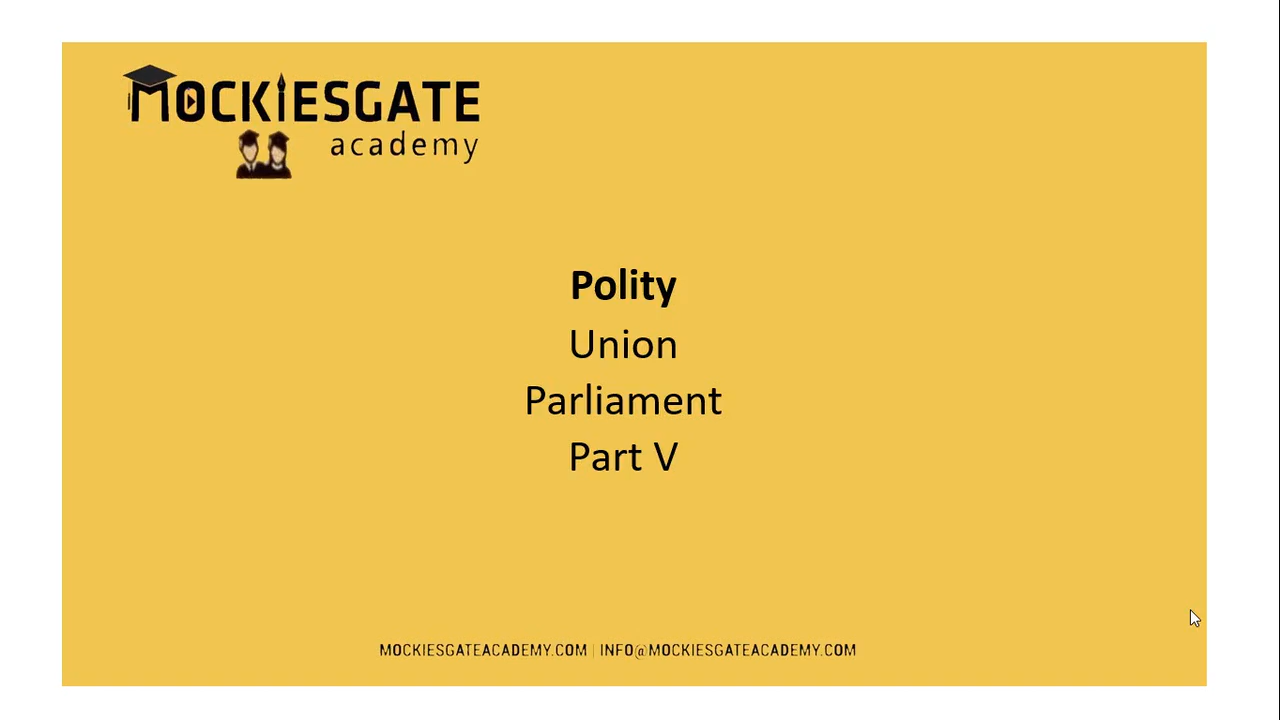 MOCKIESGATE
academy
Polity
Union
Parliament
Part V
MOCKIESGATEACADEMY.COM | INFO@MOCKIESGATEACADEMY.COM